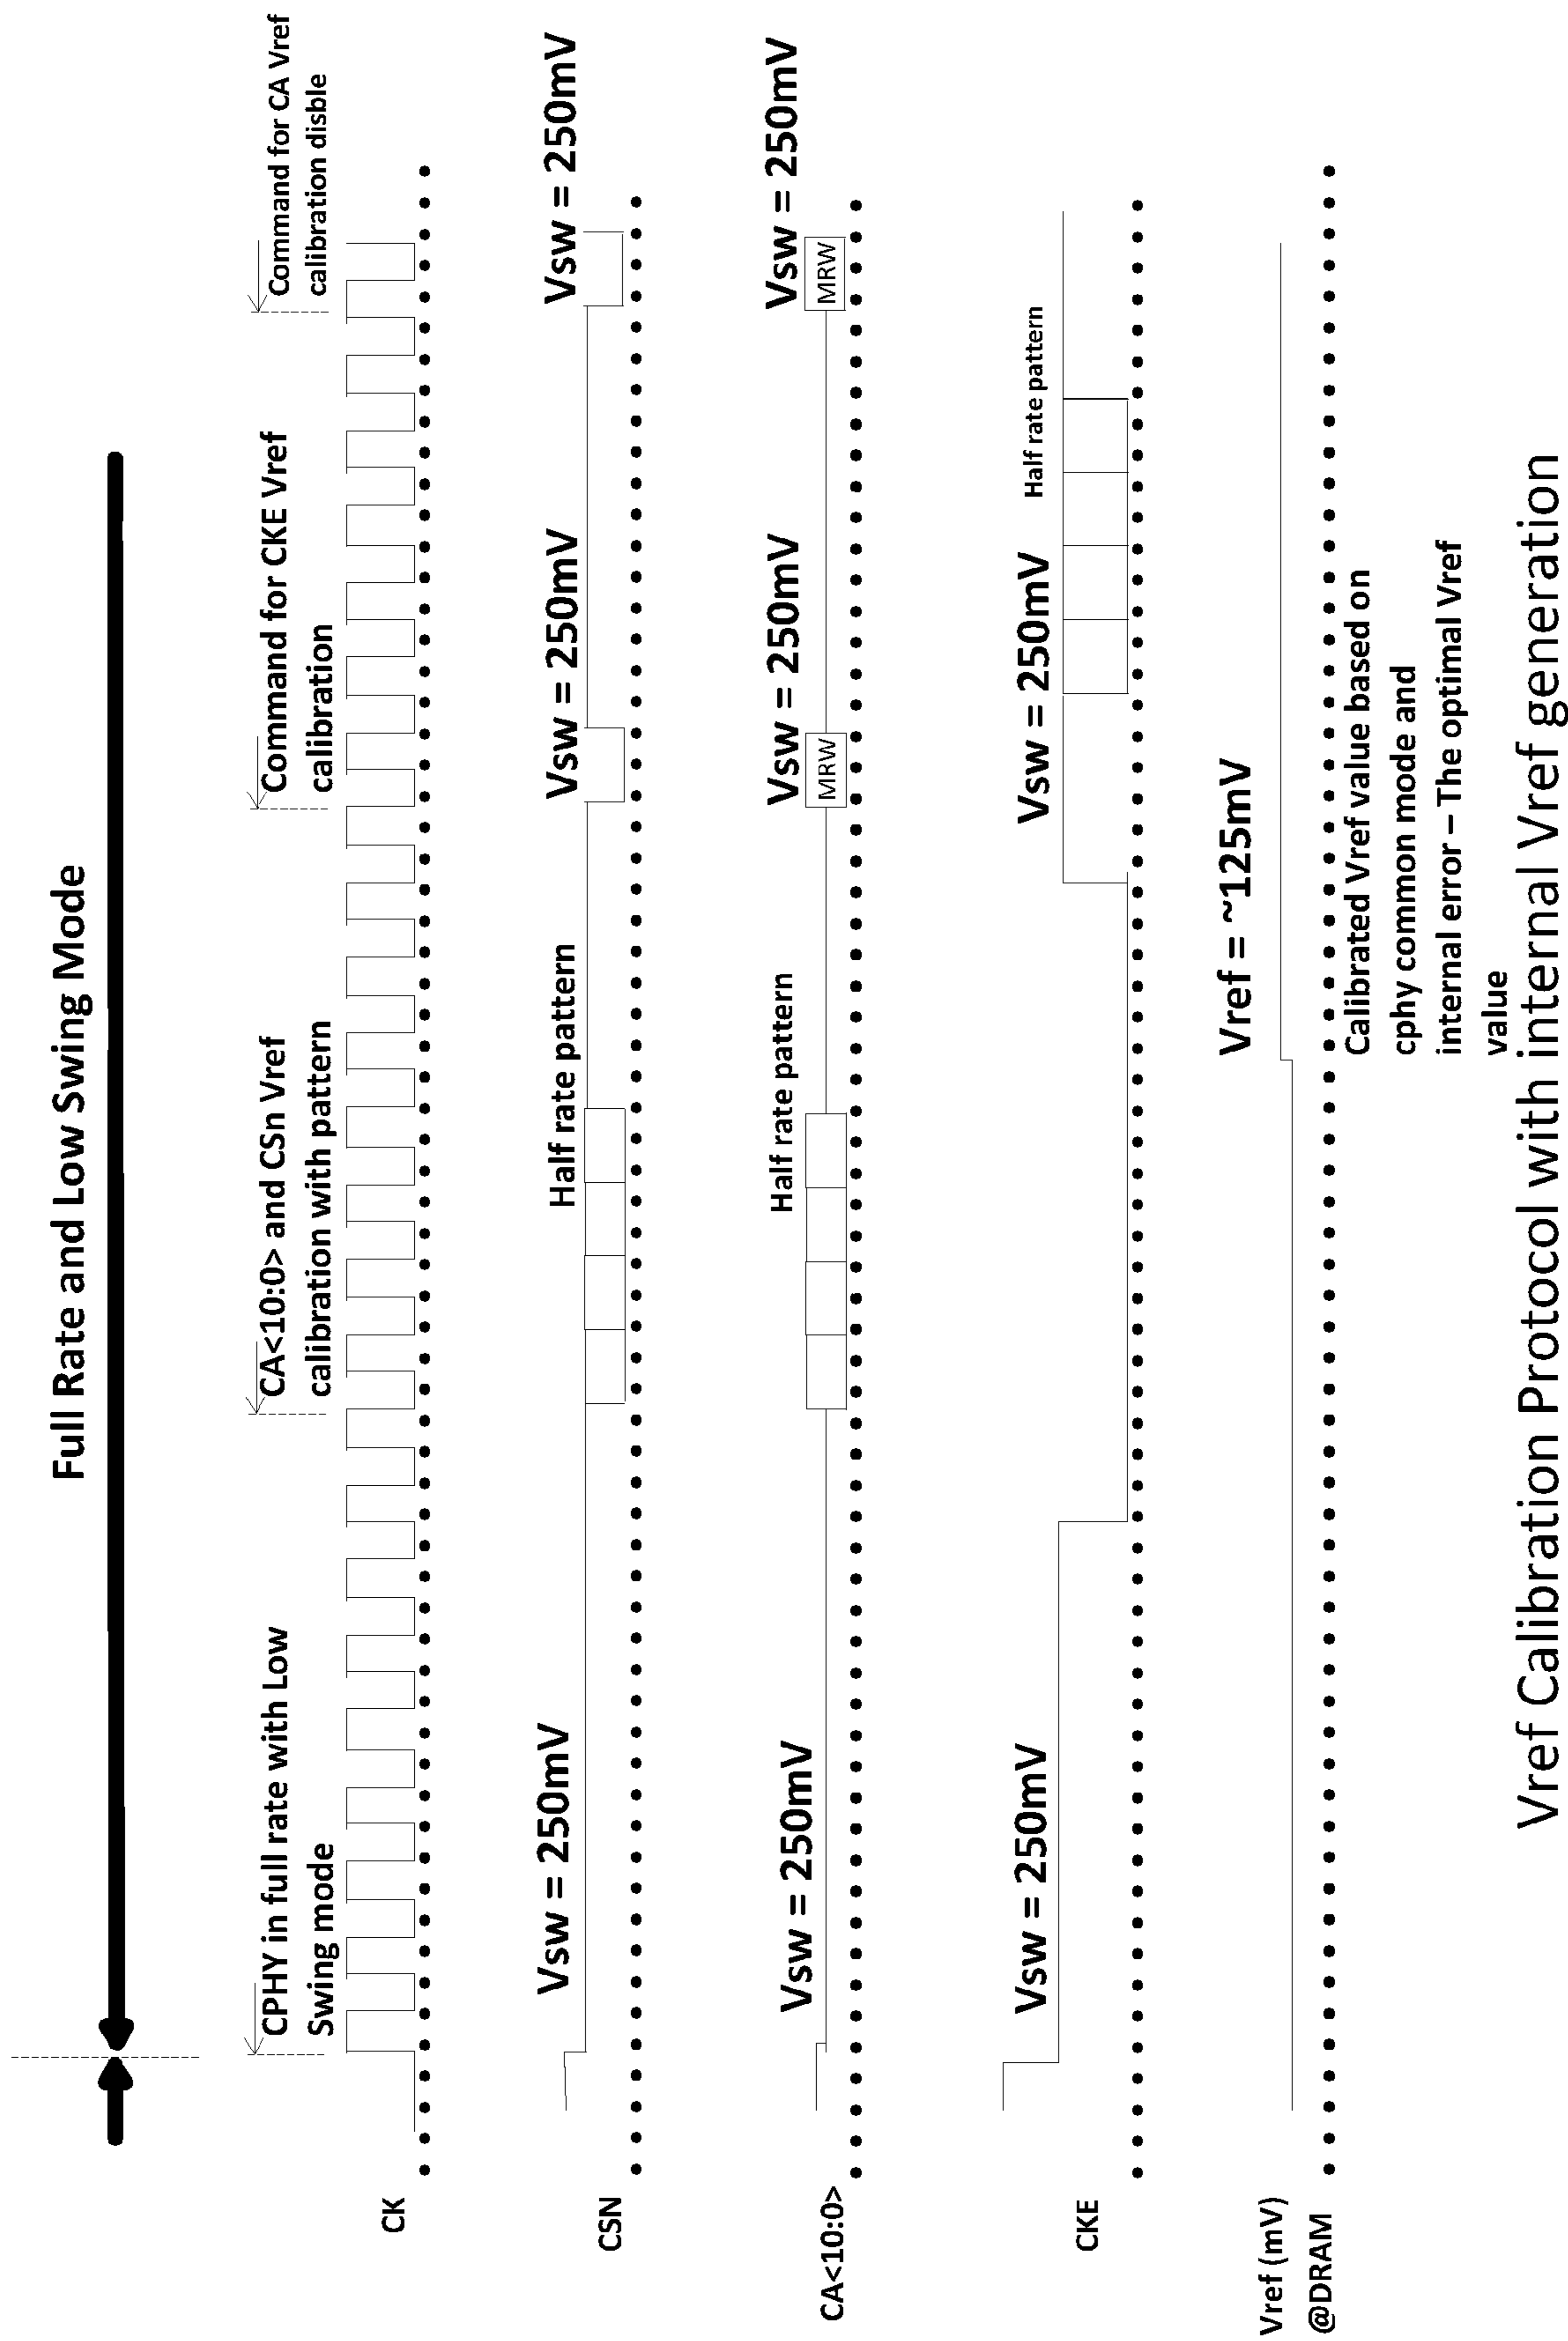 Full Rate and Low Swing Mode
CPHY in full rate with Low
Swing mode
CA<10:0> and CSn Vref
calibration with pattern
Command for CKE Vref
calibration
Command for CA Vref
calibration disble
CK
Vsw = 250mV
Half rate pattern
Vsw = 250mV
Vsw = 250mV
CSN
Vsw = 250mV
Half rate pattern
Vsw = 250mV
Vsw = 250mV
MRW
MRW
CA<10:0>
Vsw = 250mV
Vsw = 250mV
Half rate pattern
CKE
Vref = ~125mV
Vref (mV)
@DRAM
Calibrated Vref value based on
cphy common mode and
internal error – The optimal Vref
value
Vref Calibration Protocol with internal Vref generation